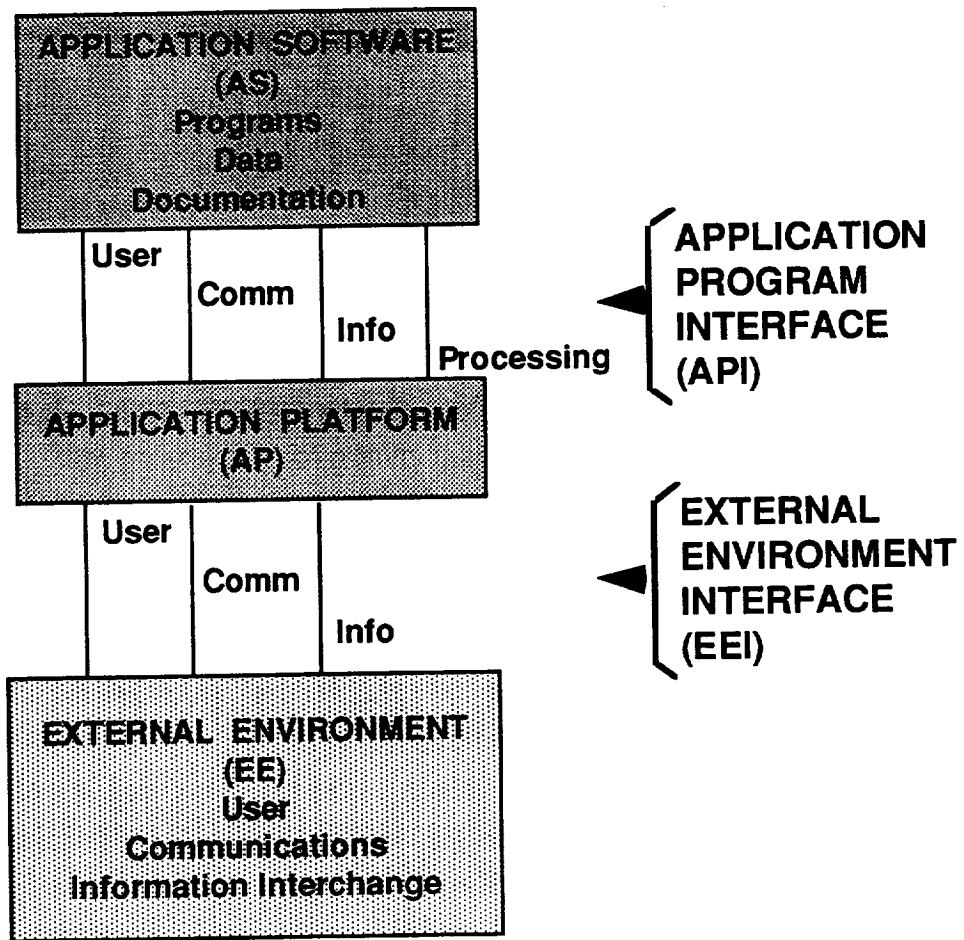 APPLICATION SOFTWARE
(AS)
Programs
Data
Documentation
User
Comm
Info
Processing
APPLICATION
PROGRAM
INTERFACE
(API)
APPLICATION PLATFORM
(AP)
User
Comm
Info
EXTERNAL
ENVIRONMENT
INTERFACE
(EEI)
EXTERNAL ENVIRONMENT
(EE)
User
Communications
Information Interchange